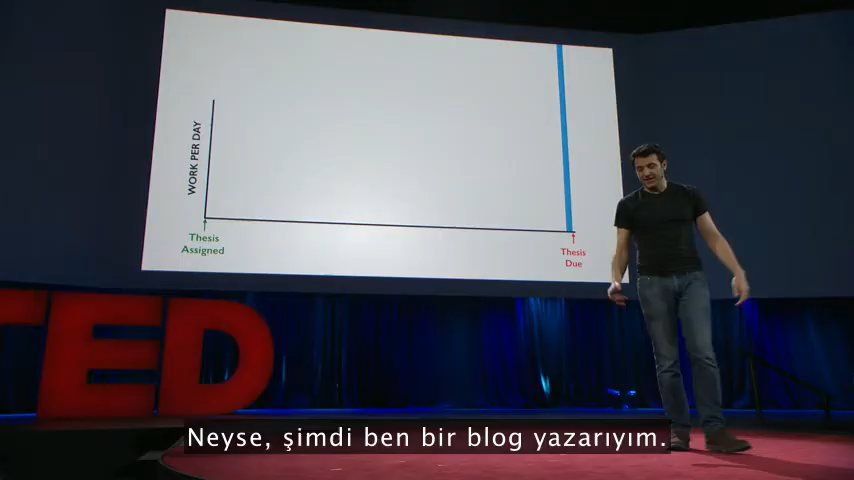 WORK PER DAY
Thesis
Assigned
Thesis
Due
TED
Neyse, şimdi ben bir blog yazarıyım.